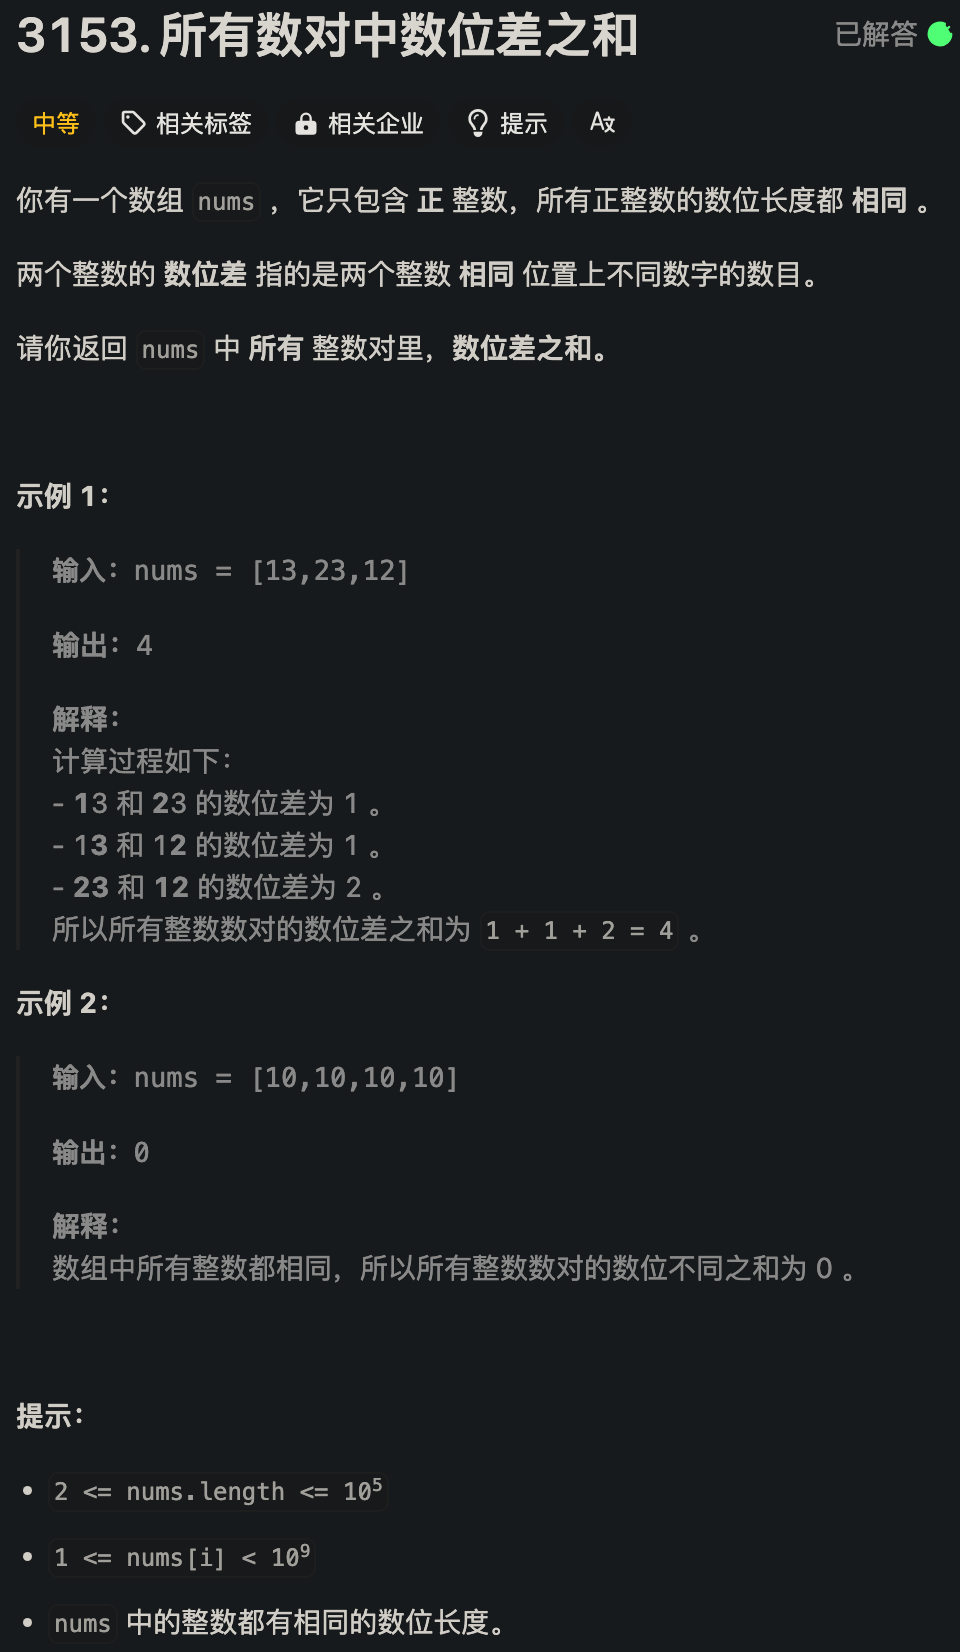 3153. 所有数对中数位差之和
已解答
中等
相关标签
相关企业
提示
你有一个数组 nums ，它只包含 正 整数，所有正整数的数位长度都 相同 。
两个整数的 数位差 指的是两个整数 相同 位置上不同数字的数目。
请你返回 nums 中 所有 整数对里，数位差之和。
示例 1：
输入：nums = [13,23,12]
输出：4
解释：
计算过程如下：
- 13 和 23 的数位差为 1 。
- 13 和 12 的数位差为 1 。
- 23 和 12 的数位差为 2 。
所以所有整数数对的数位差之和为 1 + 1 + 2 = 4 。
示例 2：
输入：nums = [10,10,10,10]
输出：0
解释：
数组中所有整数都相同，所以所有整数数对的数位不同之和为 0 。
提示：
• 2 <= nums.length <= 10⁵
• 1 <= nums[i] < 10⁹
• nums 中的整数都有相同的数位长度。